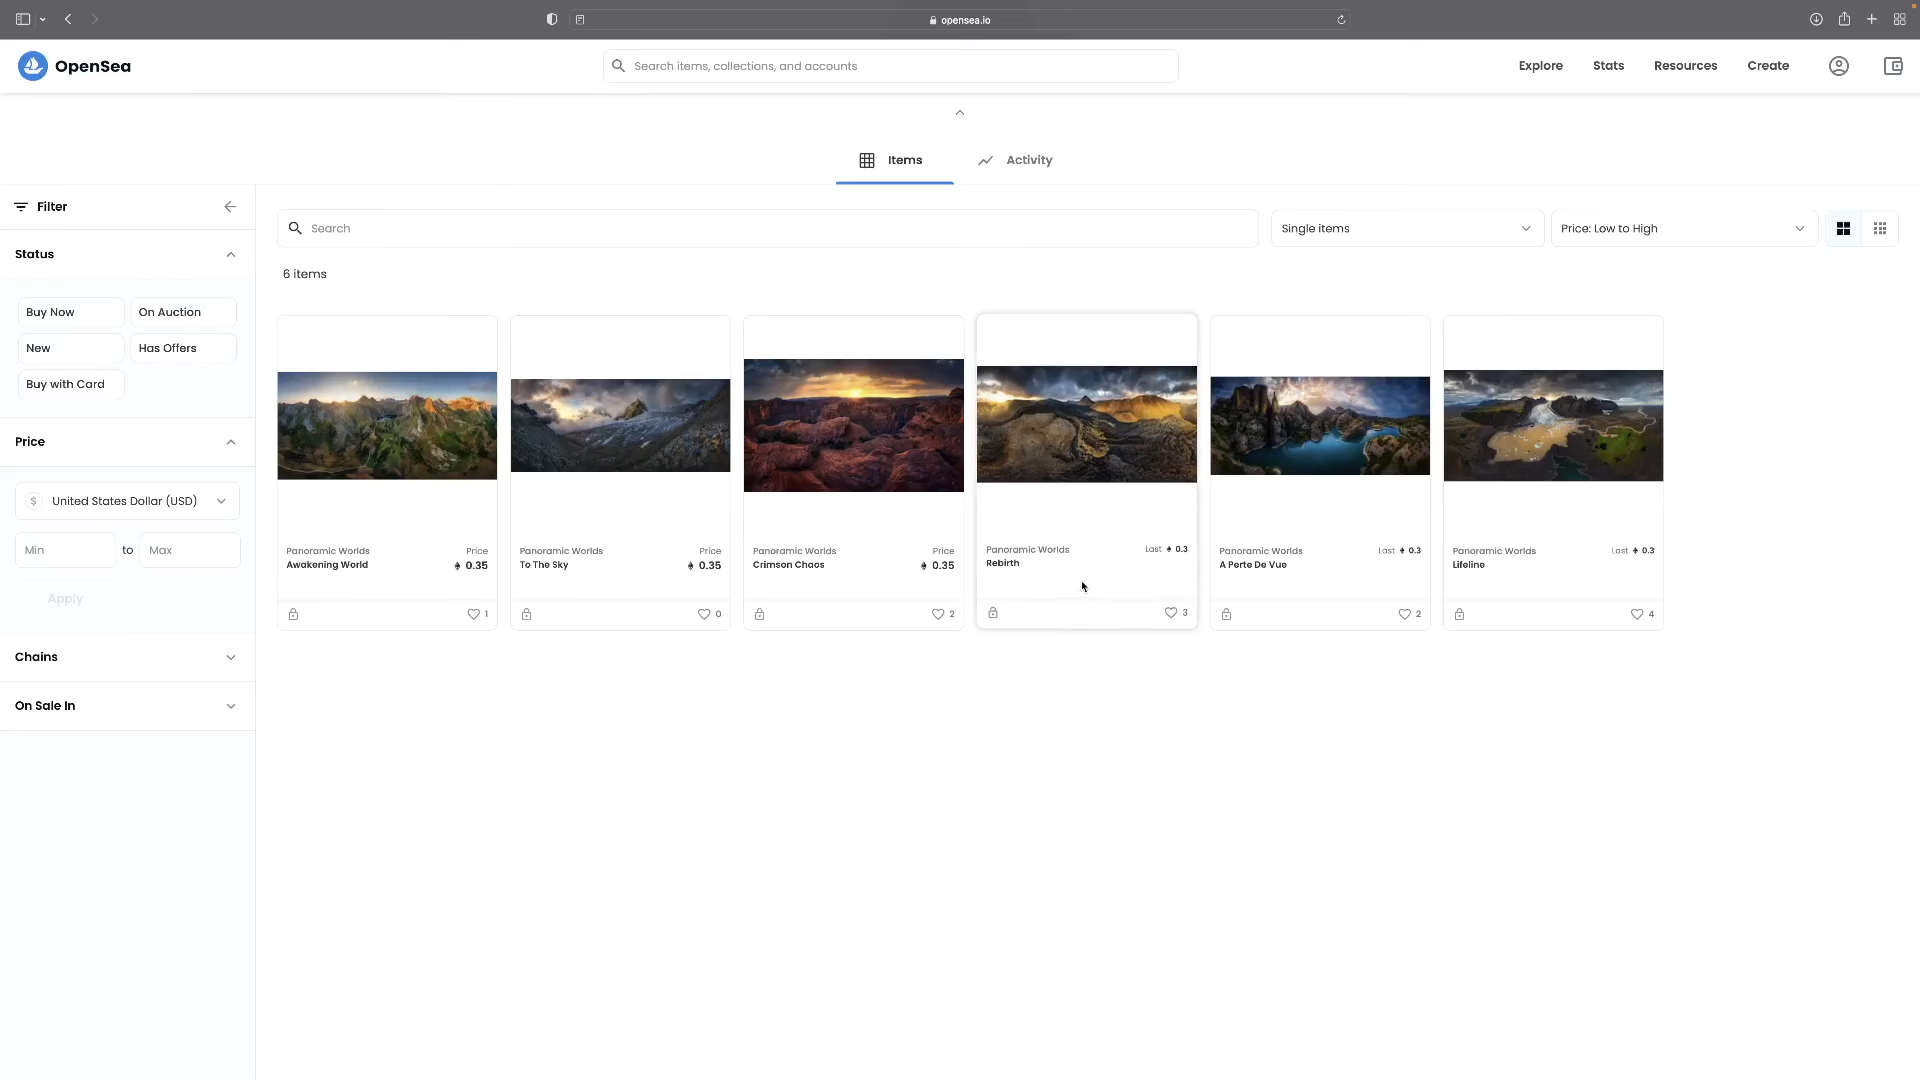 opensea.io
OpenSea
Search items, collections, and accounts
Explore
Stats
Resources
Create
Items
Activity
Filter
Search
Single items
Price: Low to High
Status
6 items
Buy Now
On Auction
New
Has Offers
Buy with Card
Price
$ United States Dollar (USD)
Min to Max
Apply
Chains
On Sale In
Panoramic Worlds Price
Awakening World 0.35
1
Panoramic Worlds Price
To The Sky 0.35
0
Panoramic Worlds Price
Crimson Chaos 0.35
2
Panoramic Worlds Last 0.3
Rebirth
3
Panoramic Worlds Last 0.3
A Perte De Vue
2
Panoramic Worlds Last 0.3
Lifeline
4